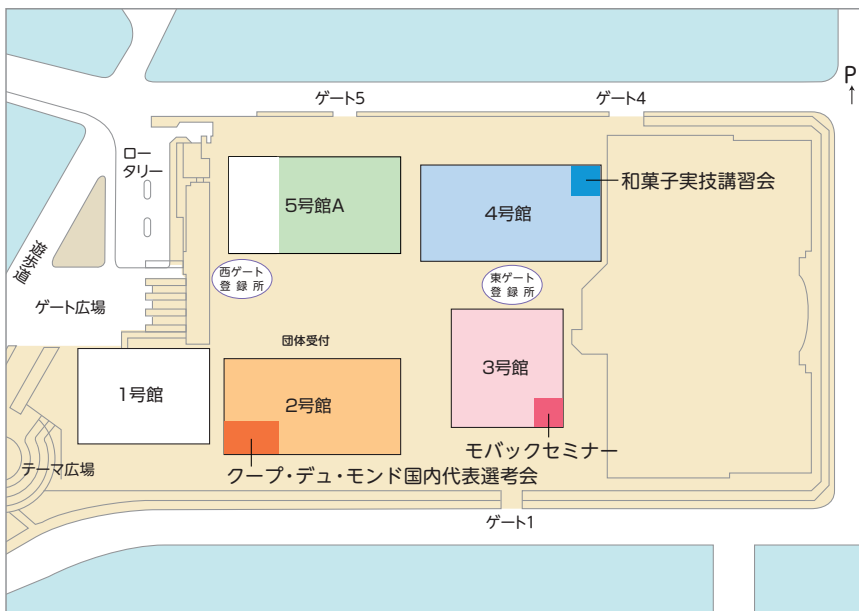 P
ゲート5
ゲート4
ロー
タリー
和菓子実技講習会
5号館A
4号館
遊歩道
西ゲート
登録所
東ゲート
登録所
ゲート広場
団体受付
3号館
1号館
2号館
モバックセミナー
テーマ広場
クープ・デュ・モンド国内代表選考会
ゲート1